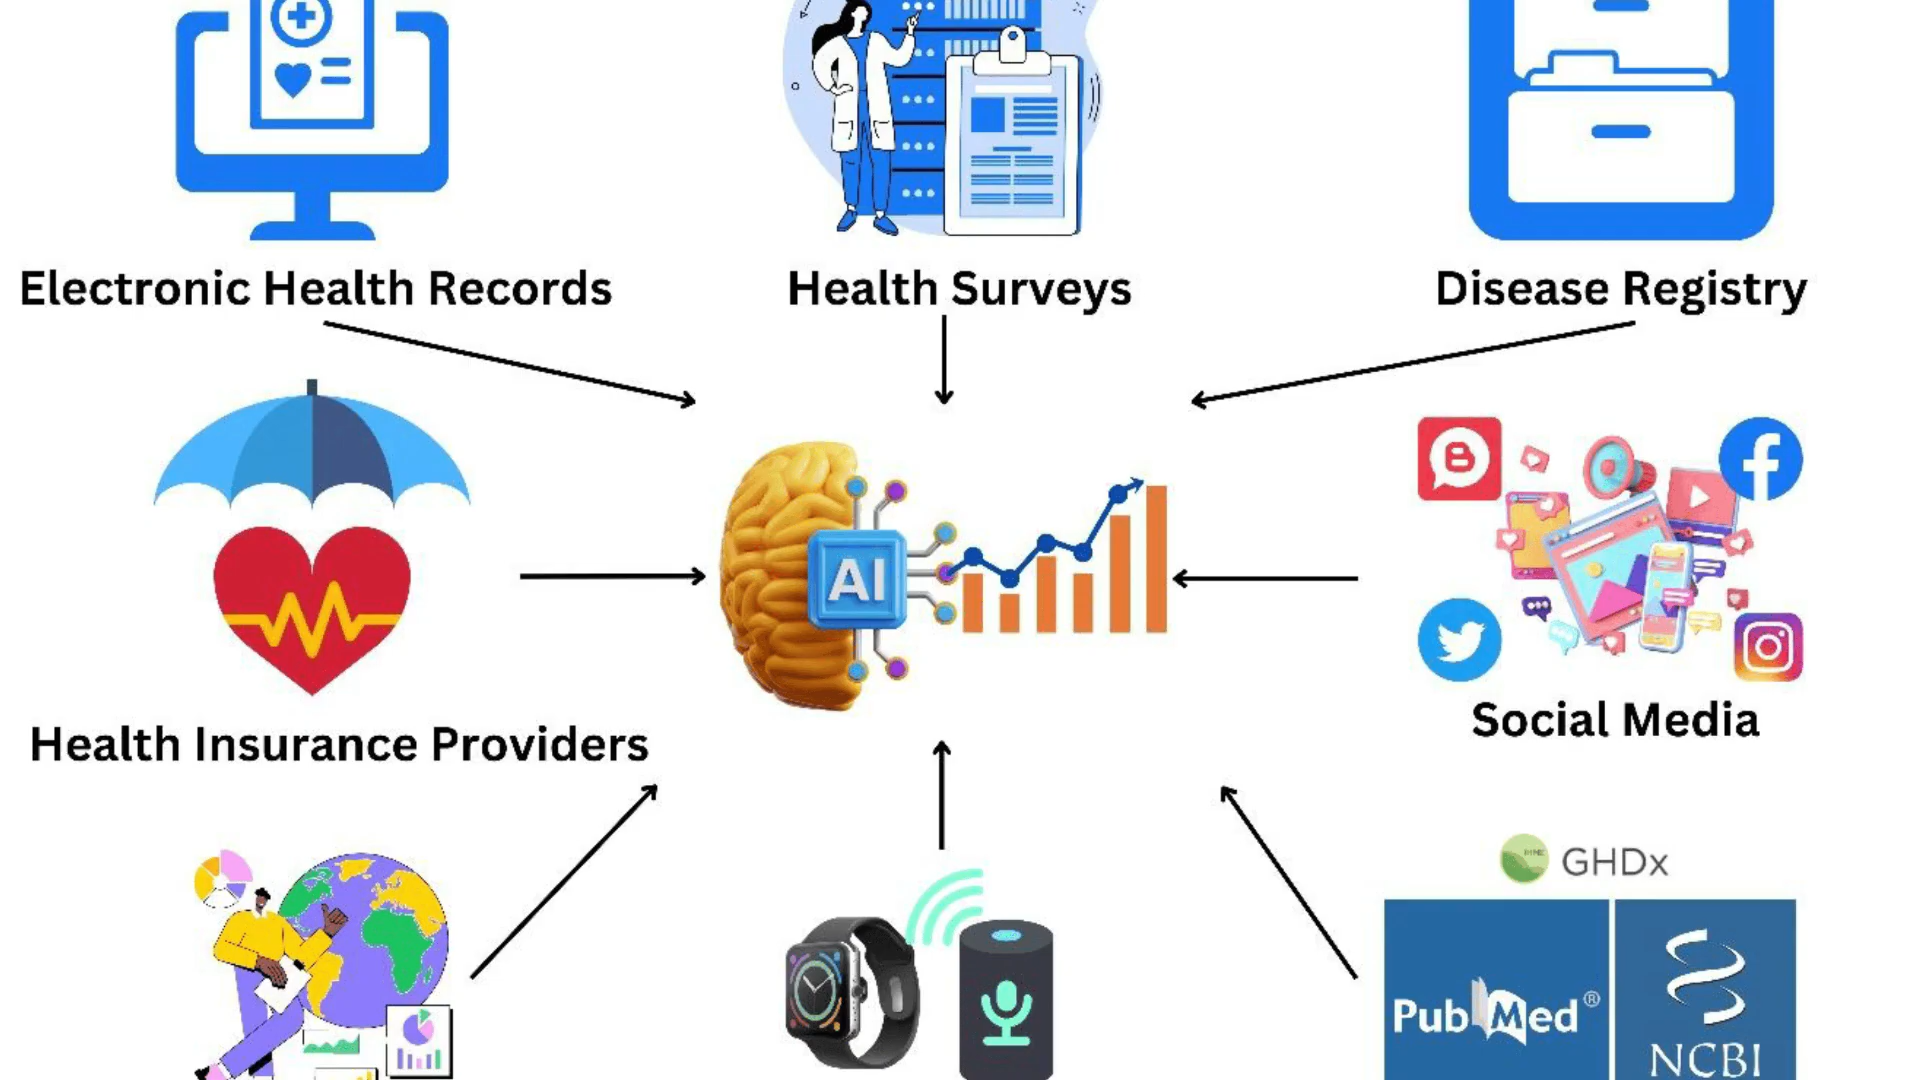 Electronic Health Records
Health Surveys
Disease Registry
AI
Health Insurance Providers
Social Media
GHDx
PubMed®
NCBI